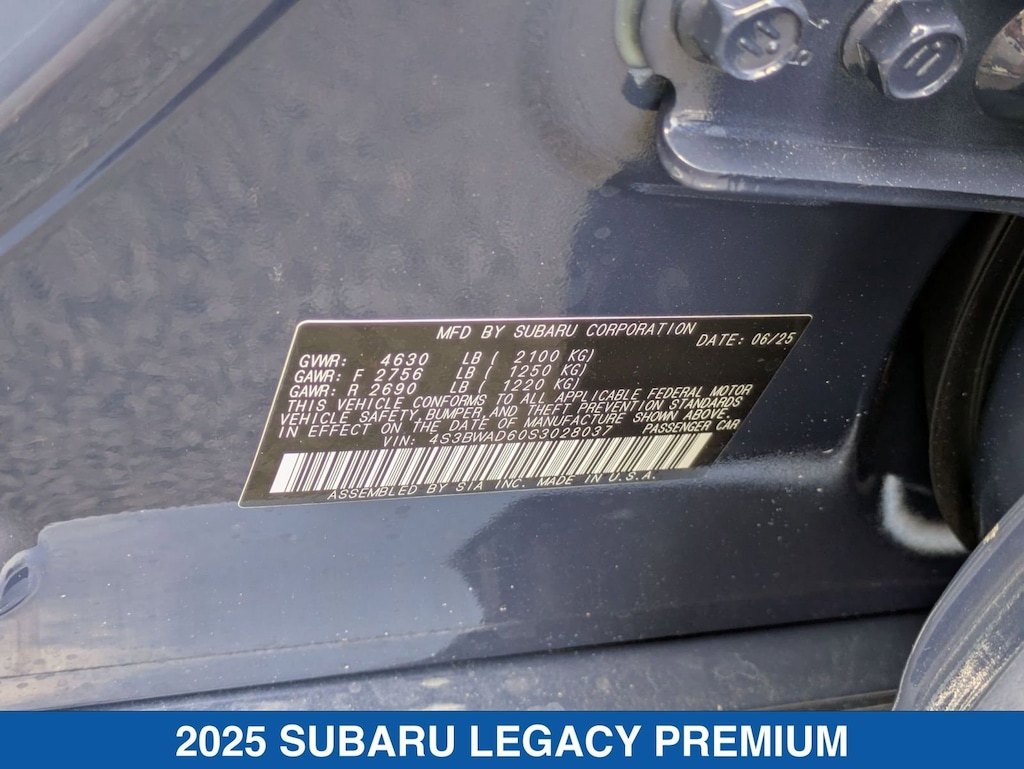 MFD BY SUBARU CORPORATION DATE: 06/25
GVWR: 4630 LB ( 2100 KG)
GAWR: F 2756 LB ( 1250 KG)
GAWR: R 2690 LB ( 1220 KG)
THIS VEHICLE CONFORMS TO ALL APPLICABLE FEDERAL MOTOR
VEHICLE SAFETY, BUMPER, AND THEFT PREVENTION STANDARDS
IN EFFECT ON THE DATE OF MANUFACTURE SHOWN ABOVE.
VIN: 4S3BWAD60S3028037 PASSENGER CAR
ASSEMBLED BY SIA INC. MADE IN U.S.A.
2025 SUBARU LEGACY PREMIUM